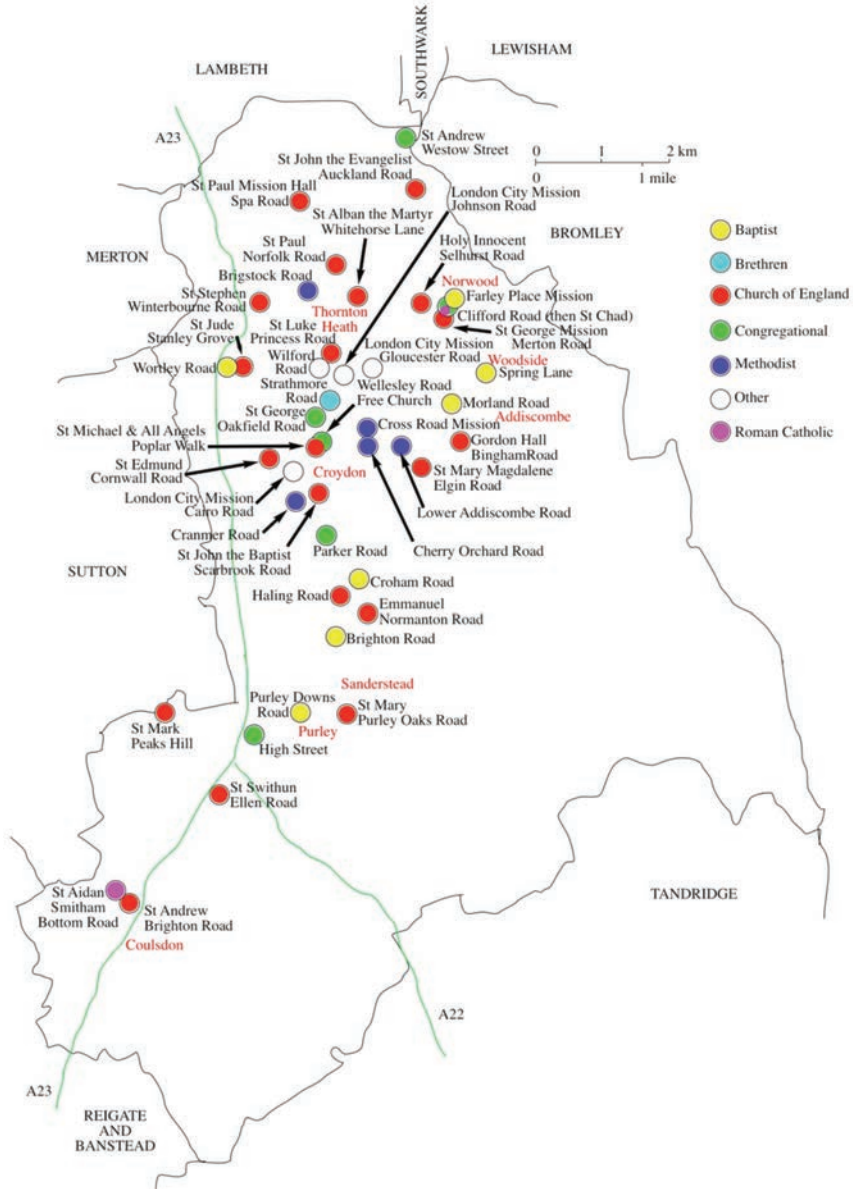 SOUTHWARK
LEWISHAM
LAMBETH
A23
St Andrew
Westow Street
0 1 2 km
0 1 mile
St John the Evangelist
Auckland Road
St Paul Mission Hall
Spa Road
London City Mission
Johnson Road
St Alban the Martyr
Whitehorse Lane
BROMLEY
Holy Innocent
Selhurst Road
St Paul
Norfolk Road
MERTON
Brigstock Road
Norwood
Farley Place Mission
St Stephen
Winterbourne Road
Thornton
Heath
Clifford Road (then St Chad)
St George Mission
Merton Road
St Jude
Stanley Grove
St Luke
Princess Road
London City Mission
Gloucester Road
Wilford
Road
Woodside
Spring Lane
Wortley Road
Strathmore
Road
Wellesley Road
Free Church
Morland Road
Addiscombe
St George
Oakfield Road
Cross Road Mission
St Michael & All Angels
Poplar Walk
Gordon Hall
BinghamRoad
St Edmund
Cornwall Road
Croydon
St Mary Magdalene
Elgin Road
London City Mission
Cairo Road
Lower Addiscombe Road
Cranmer Road
St John the Baptist
Scarbrook Road
Parker Road
Cherry Orchard Road
SUTTON
Croham Road
Haling Road
Emmanuel
Normanton Road
Brighton Road
Sanderstead
Purley Downs
Road
St Mary
Purley Oaks Road
Purley
St Mark
Peaks Hill
High Street
St Swithun
Ellen Road
St Aidan
Smitham
Bottom Road
St Andrew
Brighton Road
TANDRIDGE
Coulsdon
A22
A23
REIGATE
AND
BANSTEAD
Baptist
Brethren
Church of England
Congregational
Methodist
Other
Roman Catholic